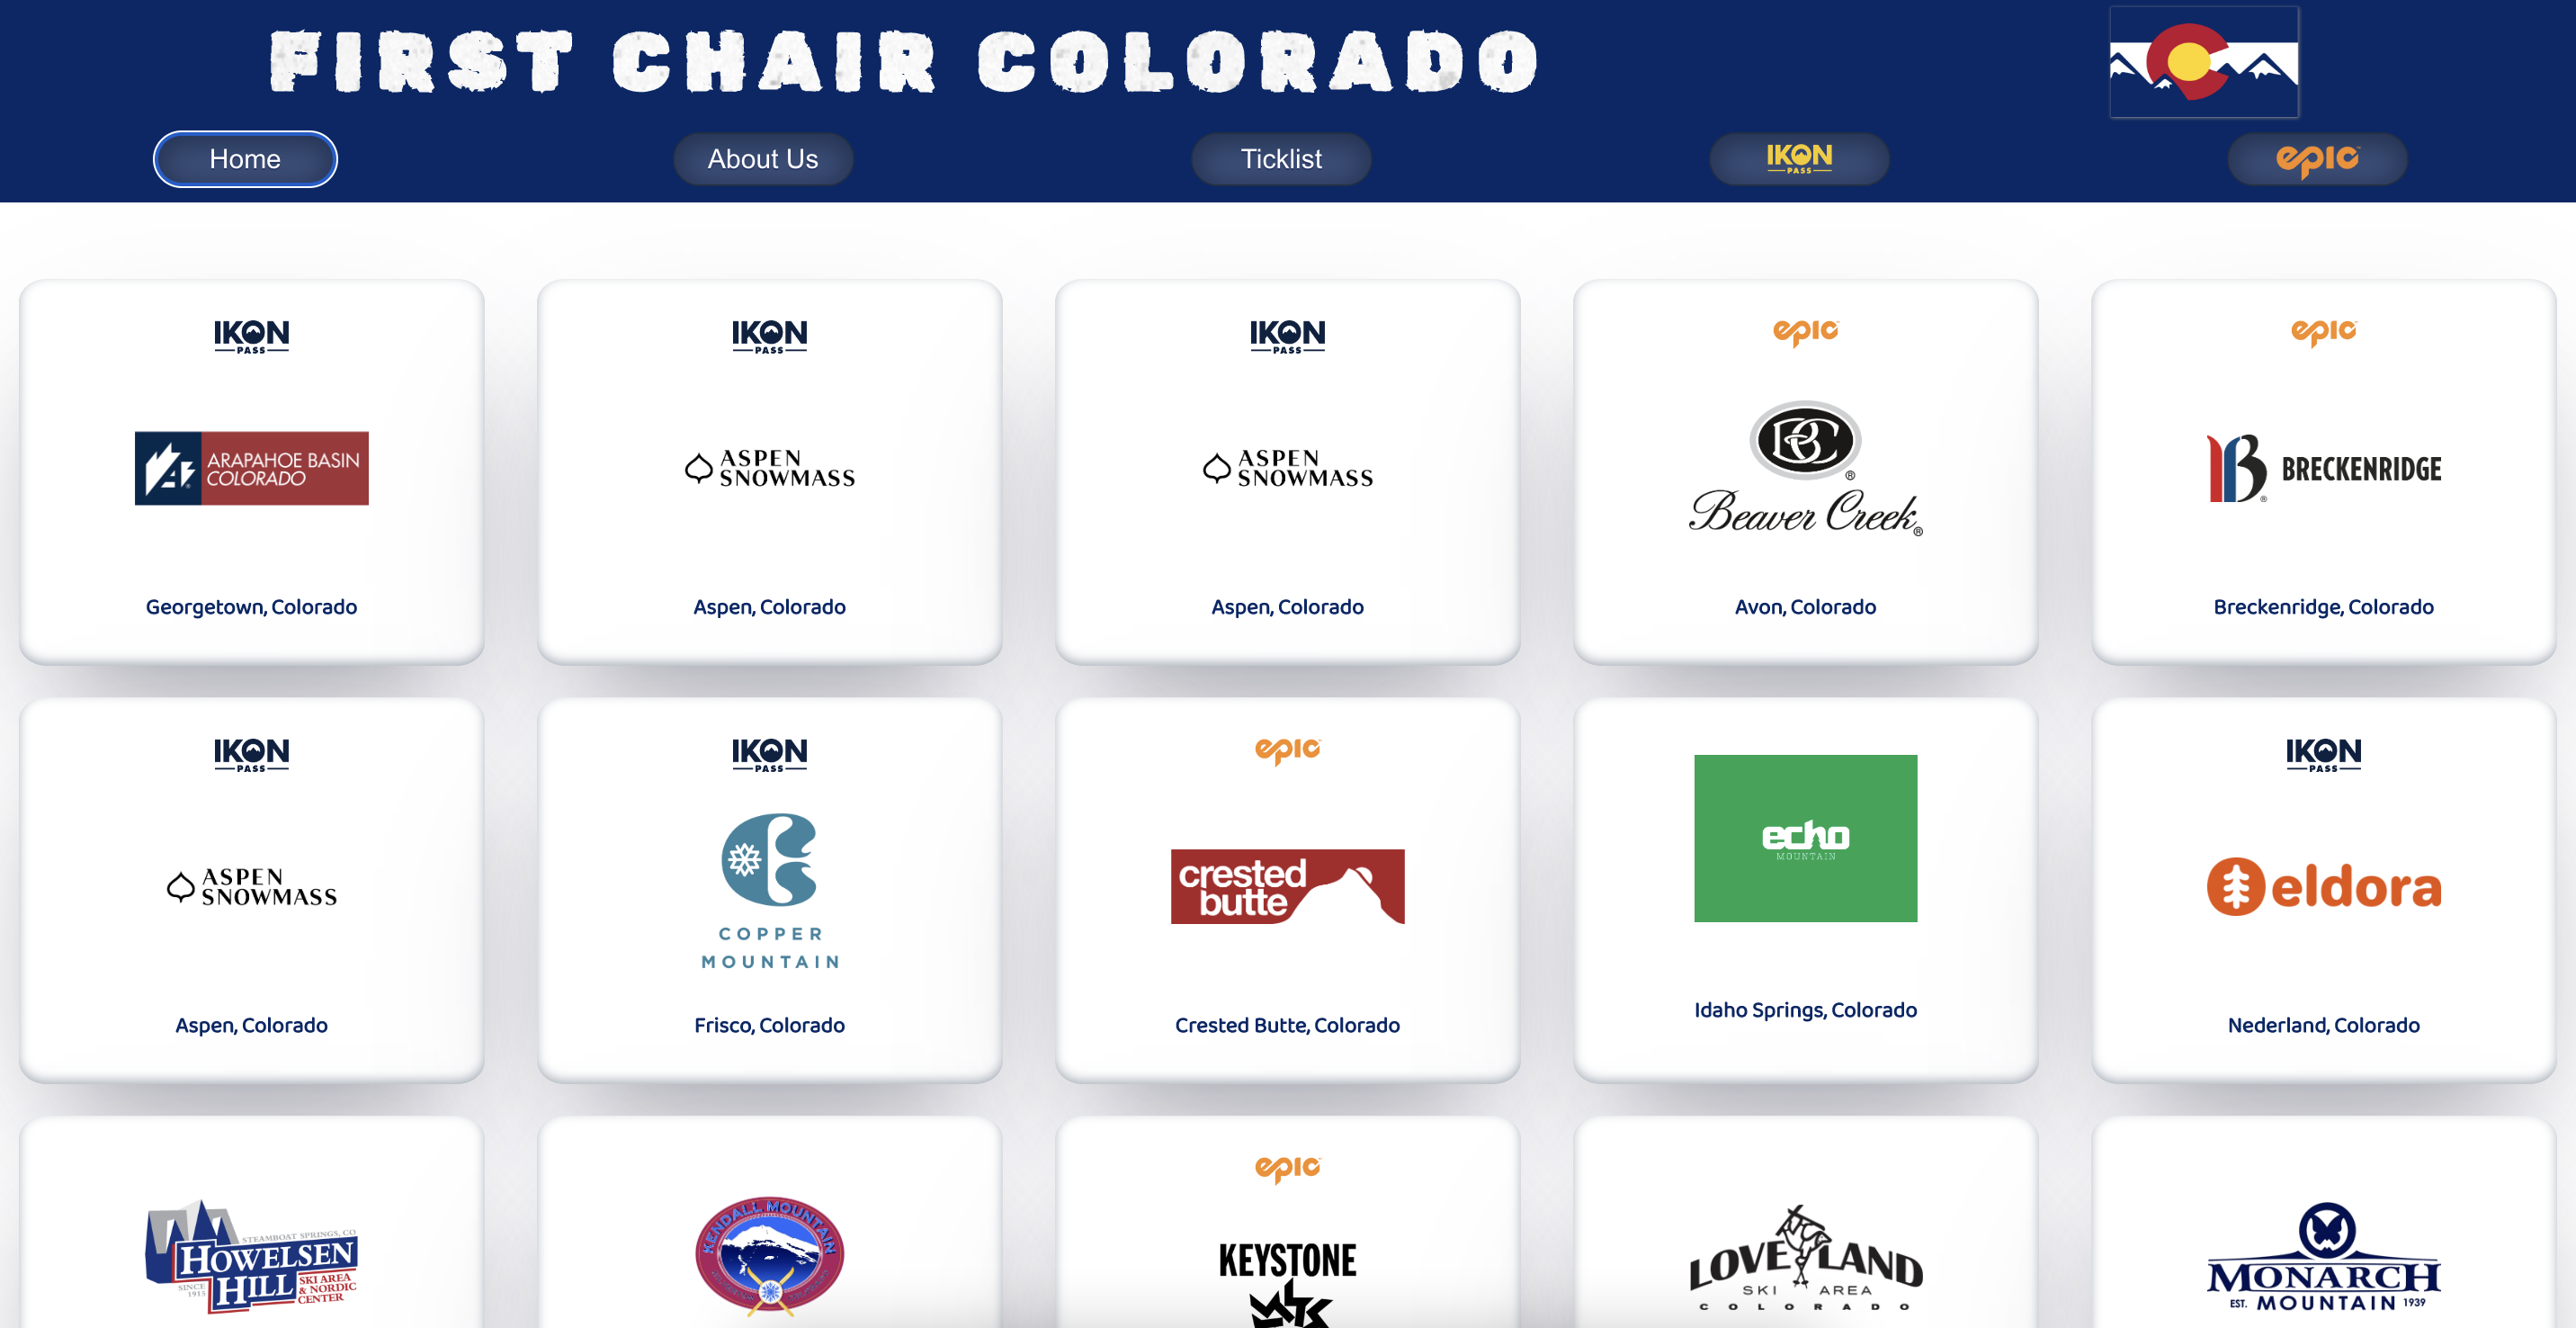 FIRST CHAIR COLORADO
Home
About Us
Ticklist
IKON
PASS
epic
IKON
PASS
ARAPAHOE BASIN
COLORADO
Georgetown, Colorado
IKON
PASS
ASPEN
SNOWMASS
Aspen, Colorado
IKON
PASS
ASPEN
SNOWMASS
Aspen, Colorado
epic
BC
®
Beaver Creek®
Avon, Colorado
epic
B® BRECKENRIDGE
Breckenridge, Colorado
IKON
PASS
ASPEN
SNOWMASS
Aspen, Colorado
IKON
PASS
COPPER
MOUNTAIN
Frisco, Colorado
epic
crested
butte
Crested Butte, Colorado
echo
MOUNTAIN
Idaho Springs, Colorado
IKON
PASS
eldora
Nederland, Colorado
STEAMBOAT SPRINGS, CO
HOWELSEN
HILL
SINCE
1915
SKI AREA
& NORDIC
CENTER
KENDALL MOUNTAIN
epic
KEYSTONE
LOVELAND
SKI AREA
COLORADO
MONARCH
EST. MOUNTAIN 1939